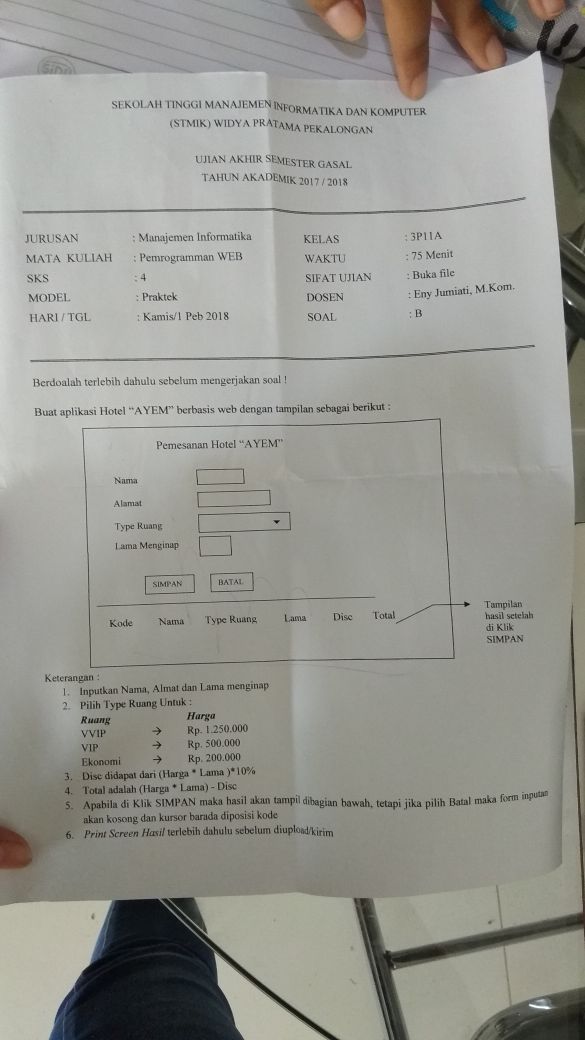 SiDU
SEKOLAH TINGGI MANAJEMEN INFORMATIKA DAN KOMPUTER
(STMIK) WIDYA PRATAMA PEKALONGAN
UJIAN AKHIR SEMESTER GASAL
TAHUN AKADEMIK 2017 / 2018
JURUSAN : Manajemen Informatika KELAS : 3P11A
MATA KULIAH : Pemrogramman WEB WAKTU : 75 Menit
SKS : 4 SIFAT UJIAN : Buka file
MODEL : Praktek DOSEN : Eny Jumiati, M.Kom.
HARI / TGL : Kamis/1 Peb 2018 SOAL : B
Berdoalah terlebih dahulu sebelum mengerjakan soal !
Buat aplikasi Hotel “AYEM” berbasis web dengan tampilan sebagai berikut :
Pemesanan Hotel “AYEM”
Nama
Alamat
Type Ruang
Lama Menginap
SIMPAN BATAL
Kode Nama Type Ruang Lama Disc Total
Tampilan
hasil setelah
di Klik
SIMPAN
Keterangan :
1. Inputkan Nama, Almat dan Lama menginap
2. Pilih Type Ruang Untuk :
Ruang Harga
VVIP → Rp. 1.250.000
VIP → Rp. 500.000
Ekonomi → Rp. 200.000
3. Disc didapat dari (Harga * Lama )*10%
4. Total adalah (Harga * Lama) - Disc
5. Apabila di Klik SIMPAN maka hasil akan tampil dibagian bawah, tetapi jika pilih Batal maka form inputan
akan kosong dan kursor barada diposisi kode
6. Print Screen Hasil terlebih dahulu sebelum diupload/kirim